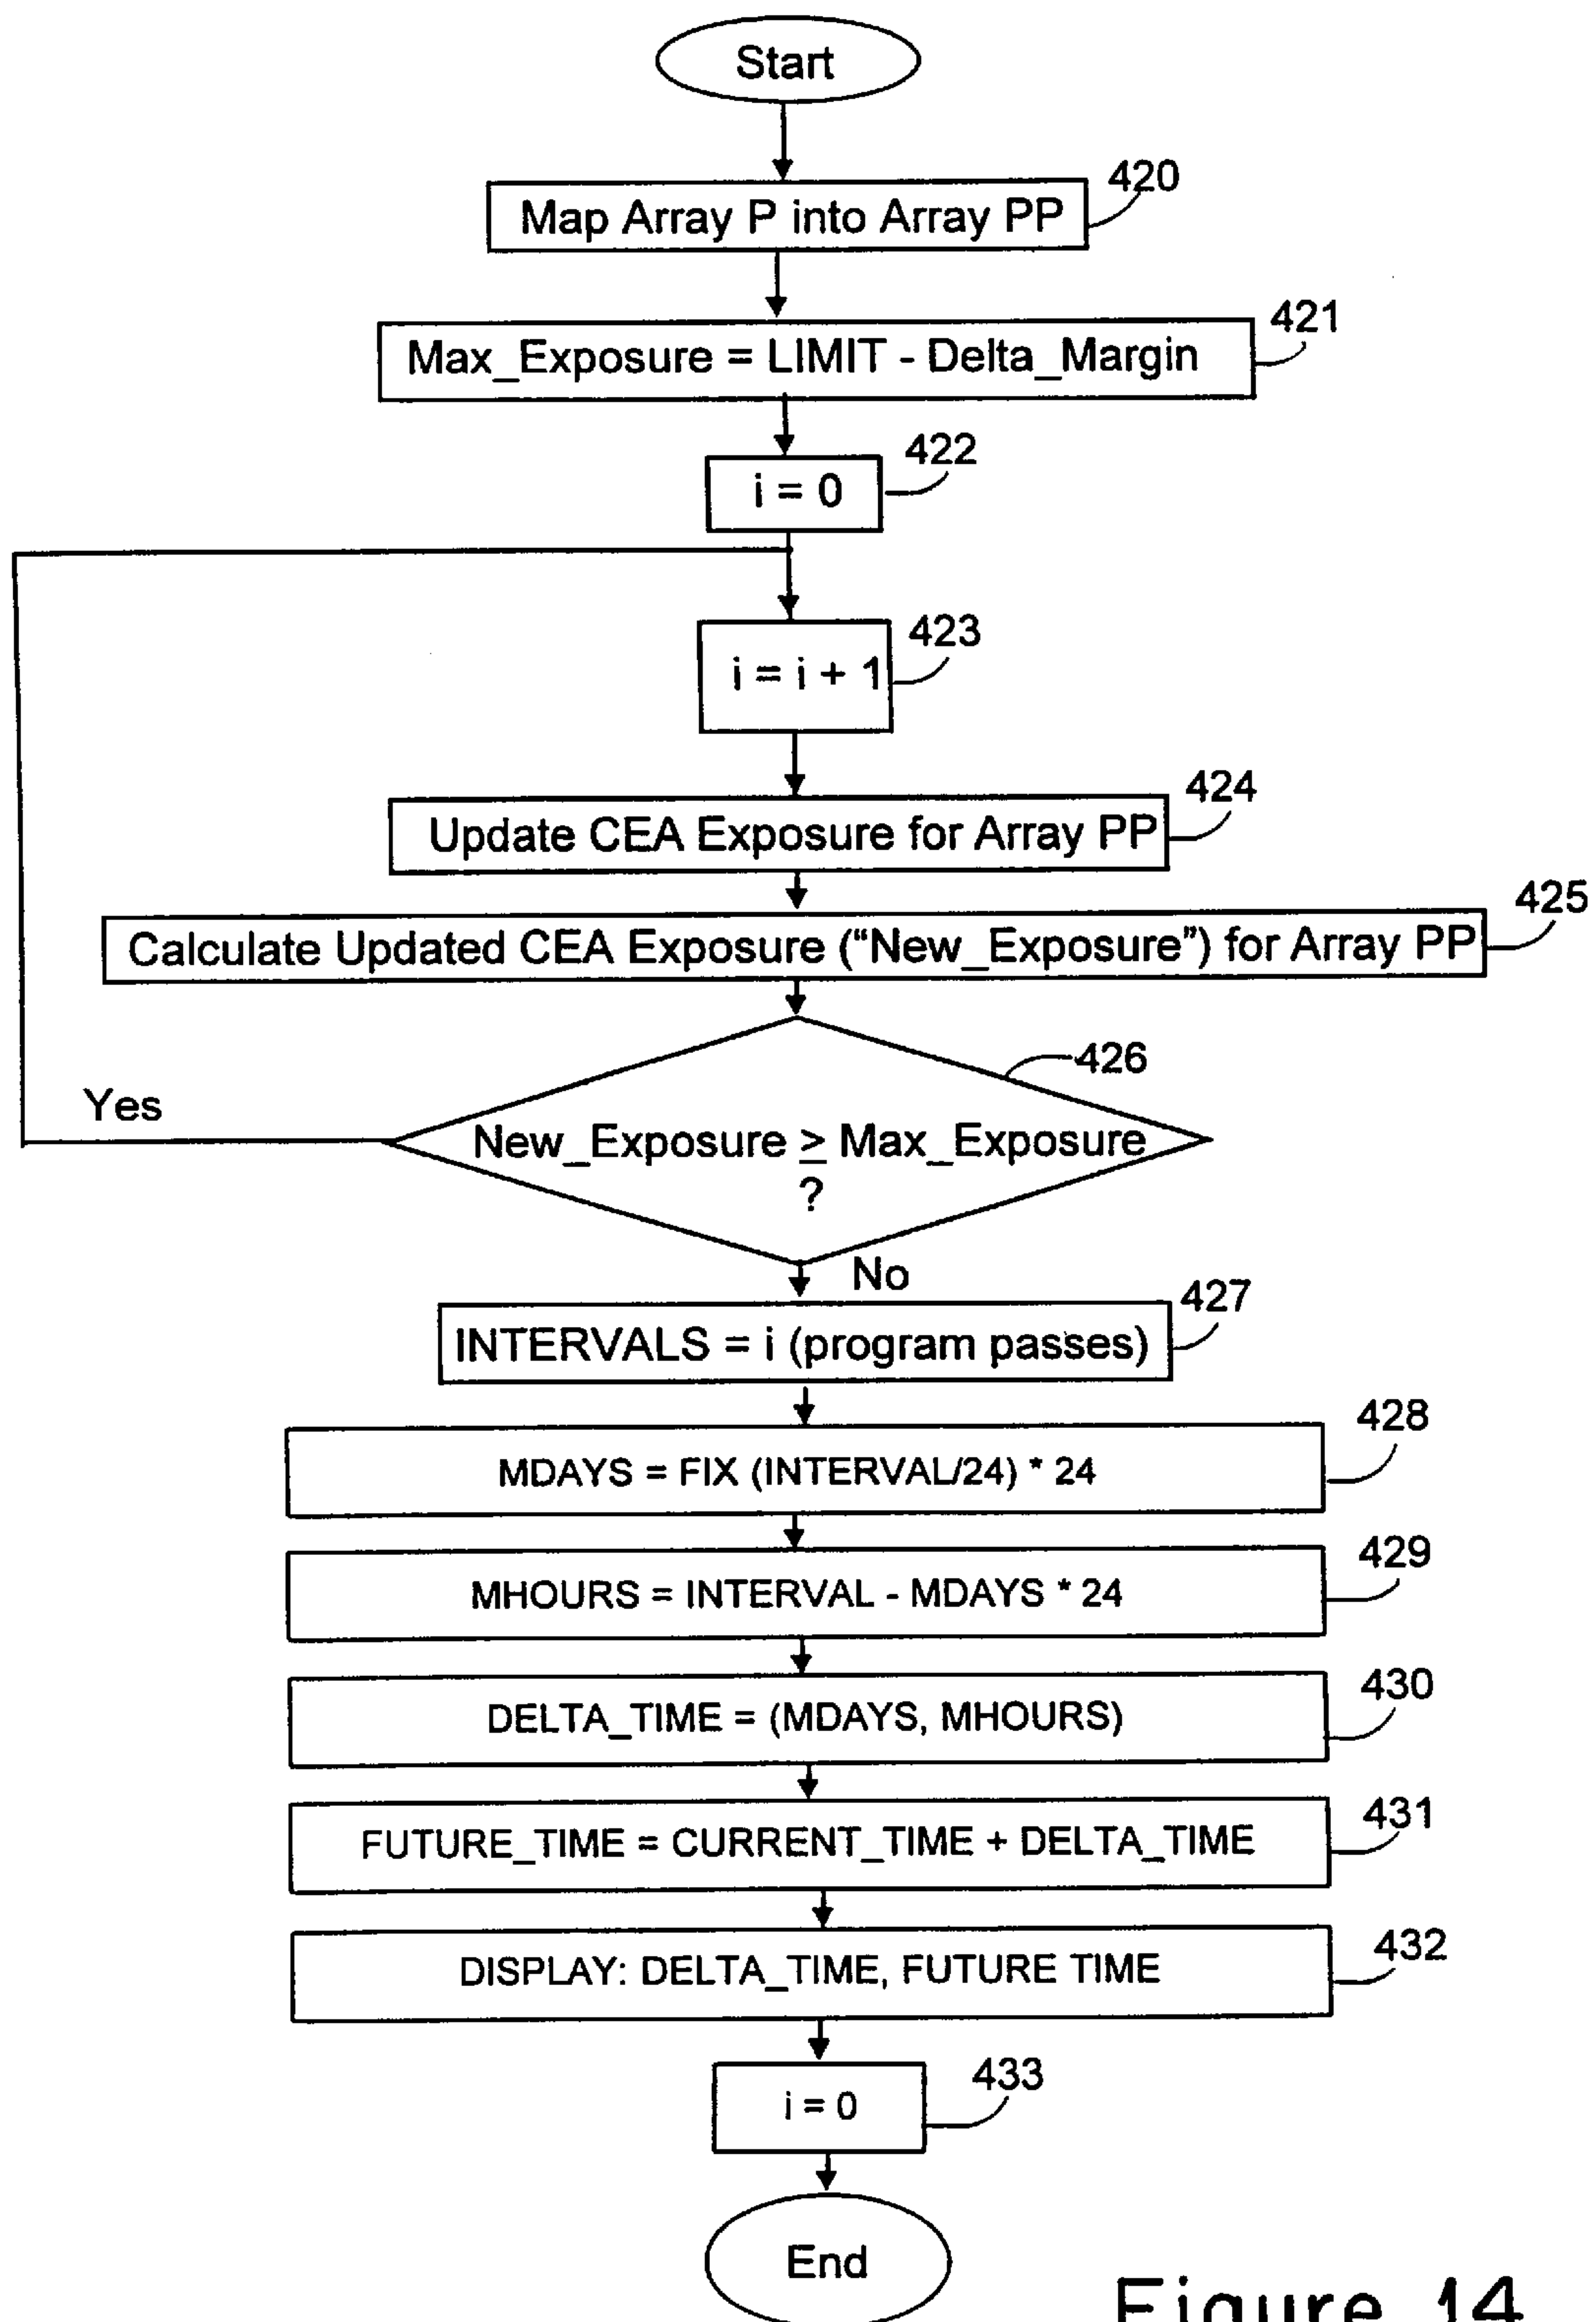 Start
420
Map Array P into Array PP
421
Max_Exposure = LIMIT - Delta_Margin
422
i = 0
423
i = i + 1
424
Update CEA Exposure for Array PP
425
Calculate Updated CEA Exposure (“New_Exposure”) for Array PP
426
Yes
New_Exposure ≥ Max_Exposure
?
No
427
INTERVALS = i (program passes)
428
MDAYS = FIX (INTERVAL/24) * 24
429
MHOURS = INTERVAL - MDAYS * 24
430
DELTA_TIME = (MDAYS, MHOURS)
431
FUTURE_TIME = CURRENT_TIME + DELTA_TIME
432
DISPLAY: DELTA_TIME, FUTURE TIME
433
i = 0
End
Figure 14